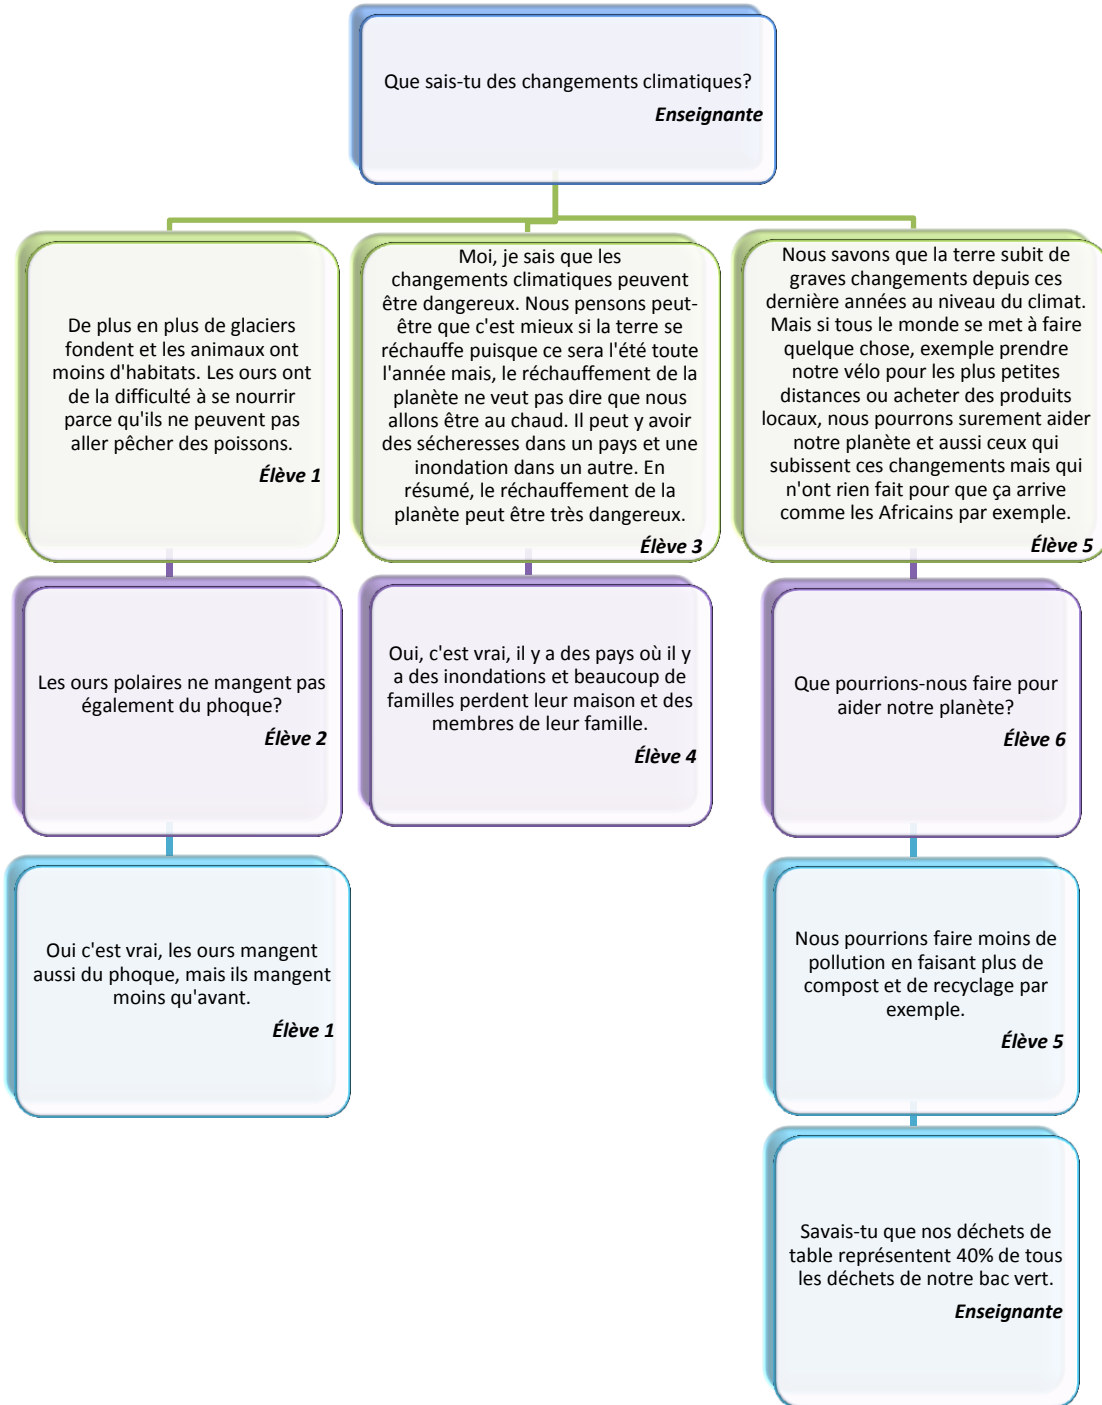 Que sais-tu des changements climatiques?
Enseignante
De plus en plus de glaciers
fondent et les animaux ont
moins d'habitats. Les ours ont
de la difficulté à se nourrir
parce qu'ils ne peuvent pas
aller pêcher des poissons.
Élève 1
Les ours polaires ne mangent pas
également du phoque?
Élève 2
Oui c'est vrai, les ours mangent
aussi du phoque, mais ils mangent
moins qu'avant.
Élève 1
Moi, je sais que les
changements climatiques peuvent
être dangereux. Nous pensons peut-
être que c'est mieux si la terre se
réchauffe puisque ce sera l'été toute
l'année mais, le réchauffement de la
planète ne veut pas dire que nous
allons être au chaud. Il peut y avoir
des sécheresses dans un pays et une
inondation dans un autre. En
résumé, le réchauffement de la
planète peut être très dangereux.
Élève 3
Oui, c'est vrai, il y a des pays où il y
a des inondations et beaucoup de
familles perdent leur maison et des
membres de leur famille.
Élève 4
Nous savons que la terre subit de
graves changements depuis ces
dernière années au niveau du climat.
Mais si tous le monde se met à faire
quelque chose, exemple prendre
notre vélo pour les plus petites
distances ou acheter des produits
locaux, nous pourrons surement aider
notre planète et aussi ceux qui
subissent ces changements mais qui
n'ont rien fait pour que ça arrive
comme les Africains par exemple.
Élève 5
Que pourrions-nous faire pour
aider notre planète?
Élève 6
Nous pourrions faire moins de
pollution en faisant plus de
compost et de recyclage par
exemple.
Élève 5
Savais-tu que nos déchets de
table représentent 40% de tous
les déchets de notre bac vert.
Enseignante